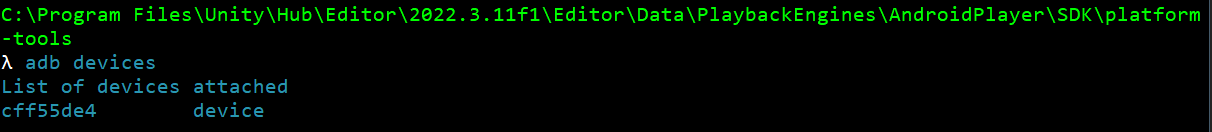 C:\Program Files\Unity\Hub\Editor\2022.3.11f1\Editor\Data\PlaybackEngines\AndroidPlayer\SDK\platform
-tools
λ adb devices
List of devices attached
cff55de4        device